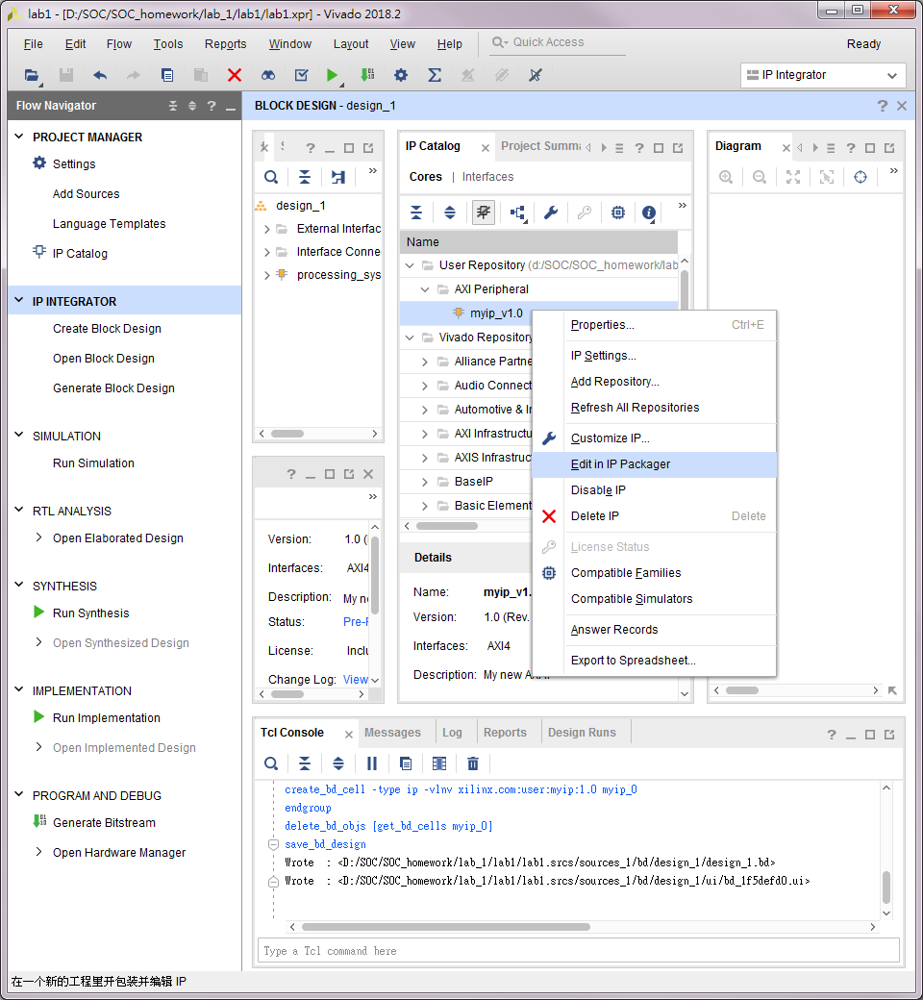 lab1 - [D:/SOC/SOC_homework/lab_1/lab1/lab1.xpr] - Vivado 2018.2
File Edit Flow Tools Reports Window Layout View Help Quick Access Ready
IP Integrator
Flow Navigator
PROJECT MANAGER
Settings
Add Sources
Language Templates
IP Catalog
IP INTEGRATOR
Create Block Design
Open Block Design
Generate Block Design
SIMULATION
Run Simulation
RTL ANALYSIS
Open Elaborated Design
SYNTHESIS
Run Synthesis
Open Synthesized Design
IMPLEMENTATION
Run Implementation
Open Implemented Design
PROGRAM AND DEBUG
Generate Bitstream
Open Hardware Manager
BLOCK DESIGN - design_1
design_1
External Interfac
Interface Conne
processing_sys
Version: 1.0 (
Interfaces: AXI4
Description: My ne
Status: Pre-P
License: Inclu
Change Log: View
IP Catalog Project Summa
Cores | Interfaces
Name
User Repository (d:/SOC/SOC_homework/lab
AXI Peripheral
myip_v1.0
Vivado Repository
Alliance Partne
Audio Connect
Automotive & In
AXI Infrastructu
AXIS Infrastruc
BaseIP
Basic Element
Details
Name: myip_v1.
Version: 1.0 (Rev.
Interfaces: AXI4
Description: My new AXI
Properties... Ctrl+E
IP Settings...
Add Repository...
Refresh All Repositories
Customize IP...
Edit in IP Packager
Disable IP
Delete IP Delete
License Status
Compatible Families
Compatible Simulators
Answer Records
Export to Spreadsheet...
Diagram
Tcl Console Messages Log Reports Design Runs
create_bd_cell -type ip -vlnv xilinx.com:user:myip:1.0 myip_0
endgroup
delete_bd_objs [get_bd_cells myip_0]
save_bd_design
Wrote : <D:/SOC/SOC_homework/lab_1/lab1/lab1.srcs/sources_1/bd/design_1/design_1.bd>
Wrote : <D:/SOC/SOC_homework/lab_1/lab1/lab1.srcs/sources_1/bd/design_1/ui/bd_1f5defd0.ui>
Type a Tcl command here
在一个新的工程里开包装并编辑 IP